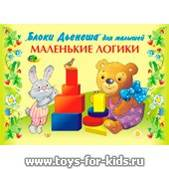 Блоки Дьенеша для малышей
МАЛЕНЬКИЕ ЛОГИКИ
www.toys-for-kids.ru